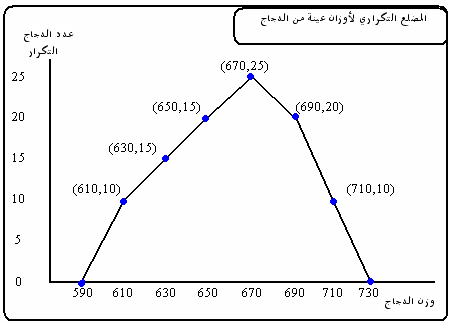 المضلع التكراري لأوزان عينة من الدجاج
عدد الدجاج
التكرار
25
(670,25)
20
(650,15)
(690,20)
15
(630,15)
10
(610,10)
(710,10)
5
0
590 610 630 650 670 690 710 730
وزن الدجاج